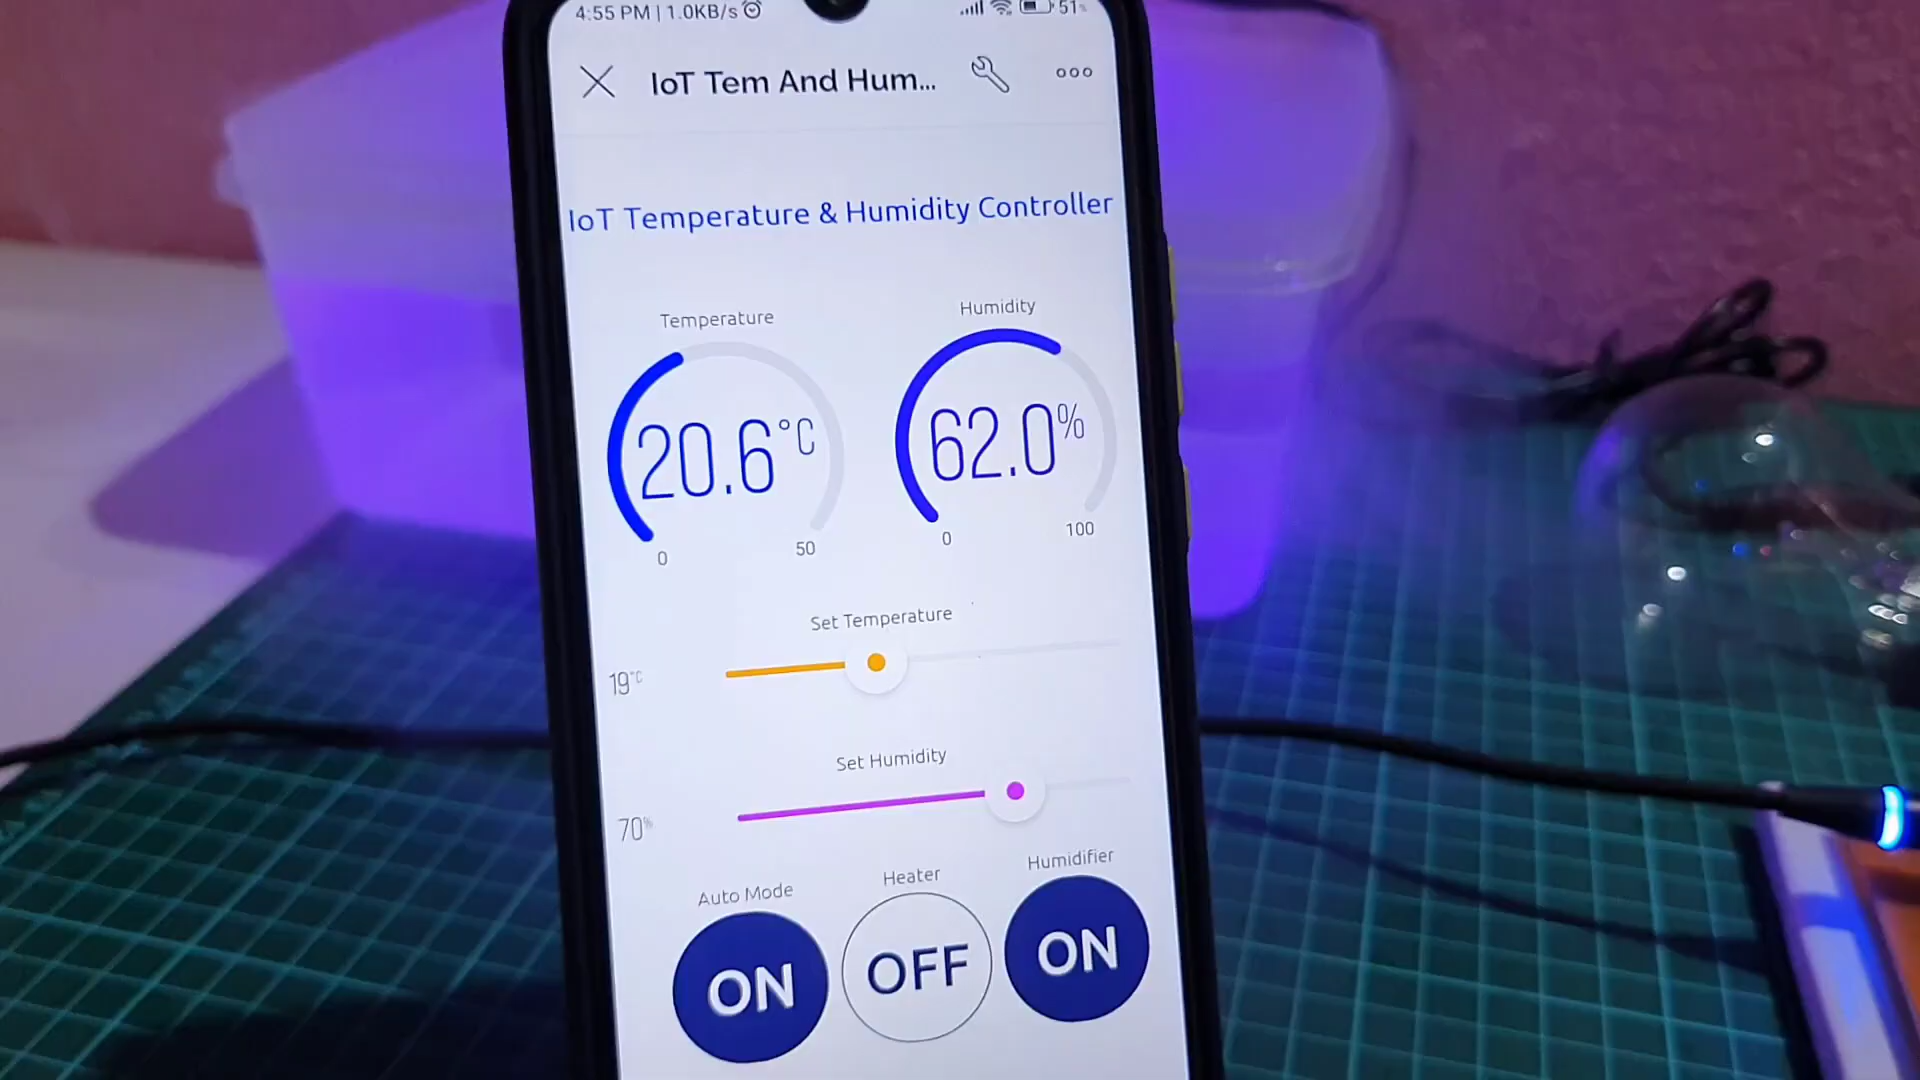 4:55 PM | 1.0KB/s
51%
IoT Tem And Hum... ooo
IoT Temperature & Humidity Controller
Temperature
Humidity
20.6°C
62.0%
0
50
0
100
Set Temperature
19°C
Set Humidity
70%
Auto Mode
Heater
Humidifier
ON
OFF
ON